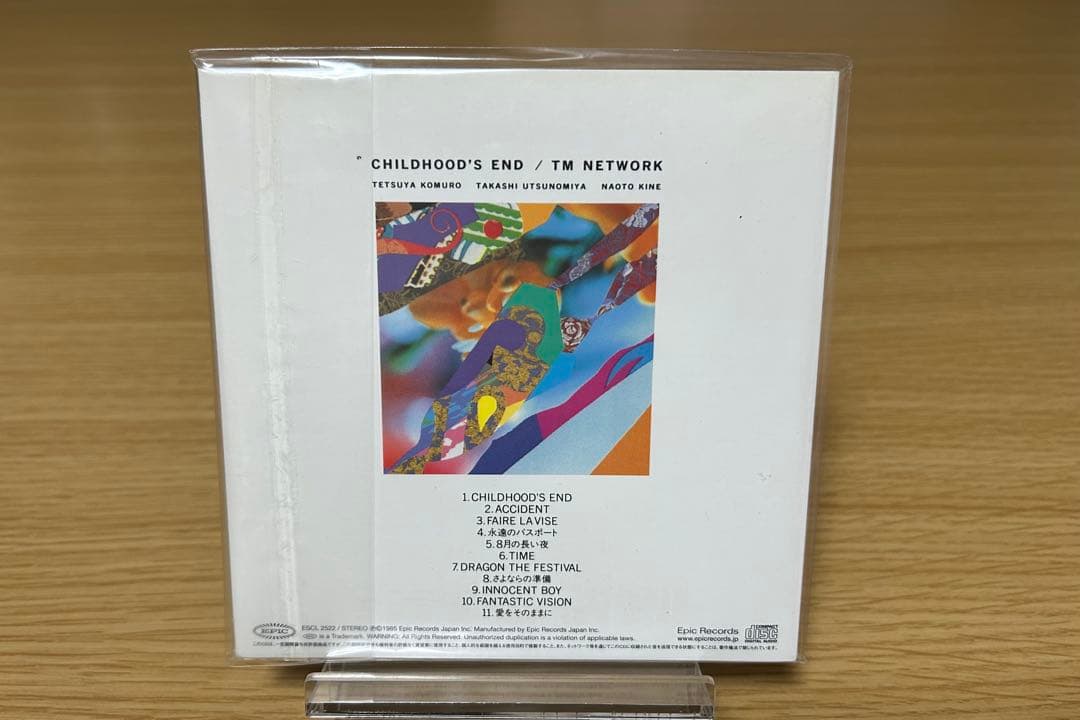 CHILDHOOD'S END / TM NETWORK
TETSUYA KOMURO TAKASHI UTSUNOMIYA NAOTO KINE
1. CHILDHOOD'S END
2. ACCIDENT
3. FAIRE LA VISE
4. 永遠のパスポート
5. 8月の長い夜
6. TIME
7. DRAGON THE FESTIVAL
8. さよならの準備
9. INNOCENT BOY
10. FANTASTIC VISION
11. 愛をそのままに
EPIC
ESCL 2522 / STEREO ℗©1985 Epic Records Japan Inc. Manufactured by Epic Records Japan Inc.
is a Trademark. WARNING: All Rights Reserved. Unauthorized duplication is a violation of applicable laws.
Epic Records
www.epicrecords.jp
COMPACT
disc
DIGITAL AUDIO